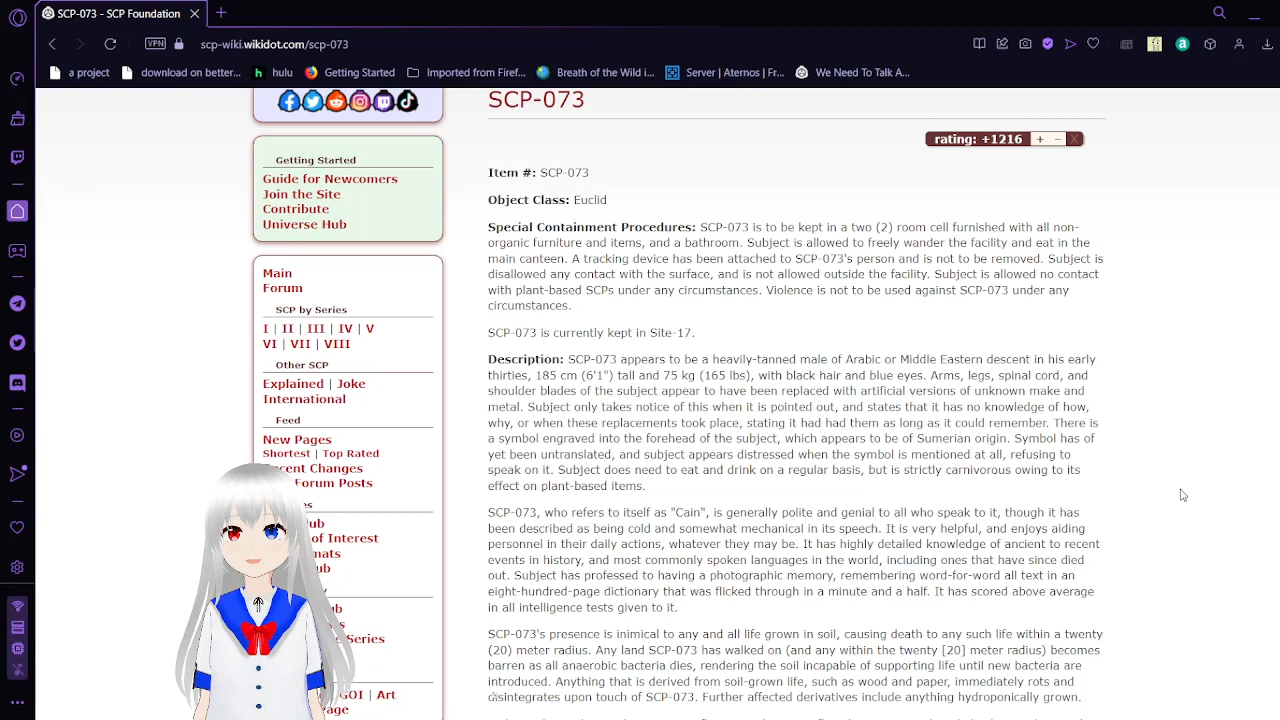 SCP-073 - SCP Foundation
VPN
scp-wiki.wikidot.com/scp-073
a project
download on better...
hulu
Getting Started
Imported from Firef...
Breath of the Wild i...
Server | Aternos | Fr...
We Need To Talk A...
Getting Started
Guide for Newcomers
Join the Site
Contribute
Universe Hub
Main
Forum
SCP by Series
I | II | III | IV | V
VI | VII | VIII
Other SCP
Explained | Joke
International
Feed
New Pages
Shortest | Top Rated
ecent Changes
Forum Posts
es
ub
of Interest
mats
ub
ub
s
Series
GOI | Art
age
SCP-073
rating: +1216 + – X
Item #: SCP-073
Object Class: Euclid
Special Containment Procedures: SCP-073 is to be kept in a two (2) room cell furnished with all non-
organic furniture and items, and a bathroom. Subject is allowed to freely wander the facility and eat in the
main canteen. A tracking device has been attached to SCP-073's person and is not to be removed. Subject is
disallowed any contact with the surface, and is not allowed outside the facility. Subject is allowed no contact
with plant-based SCPs under any circumstances. Violence is not to be used against SCP-073 under any
circumstances.
SCP-073 is currently kept in Site-17.
Description: SCP-073 appears to be a heavily-tanned male of Arabic or Middle Eastern descent in his early
thirties, 185 cm (6'1") tall and 75 kg (165 lbs), with black hair and blue eyes. Arms, legs, spinal cord, and
shoulder blades of the subject appear to have been replaced with artificial versions of unknown make and
metal. Subject only takes notice of this when it is pointed out, and states that it has no knowledge of how,
why, or when these replacements took place, stating it had had them as long as it could remember. There is
a symbol engraved into the forehead of the subject, which appears to be of Sumerian origin. Symbol has of
yet been untranslated, and subject appears distressed when the symbol is mentioned at all, refusing to
speak on it. Subject does need to eat and drink on a regular basis, but is strictly carnivorous owing to its
effect on plant-based items.
SCP-073, who refers to itself as "Cain", is generally polite and genial to all who speak to it, though it has
been described as being cold and somewhat mechanical in its speech. It is very helpful, and enjoys aiding
personnel in their daily actions, whatever they may be. It has highly detailed knowledge of ancient to recent
events in history, and most commonly spoken languages in the world, including ones that have since died
out. Subject has professed to having a photographic memory, remembering word-for-word all text in an
eight-hundred-page dictionary that was flicked through in a minute and a half. It has scored above average
in all intelligence tests given to it.
SCP-073's presence is inimical to any and all life grown in soil, causing death to any such life within a twenty
(20) meter radius. Any land SCP-073 has walked on (and any within the twenty [20] meter radius) becomes
barren as all anaerobic bacteria dies, rendering the soil incapable of supporting life until new bacteria are
introduced. Anything that is derived from soil-grown life, such as wood and paper, immediately rots and
disintegrates upon touch of SCP-073. Further affected derivatives include anything hydroponically grown.